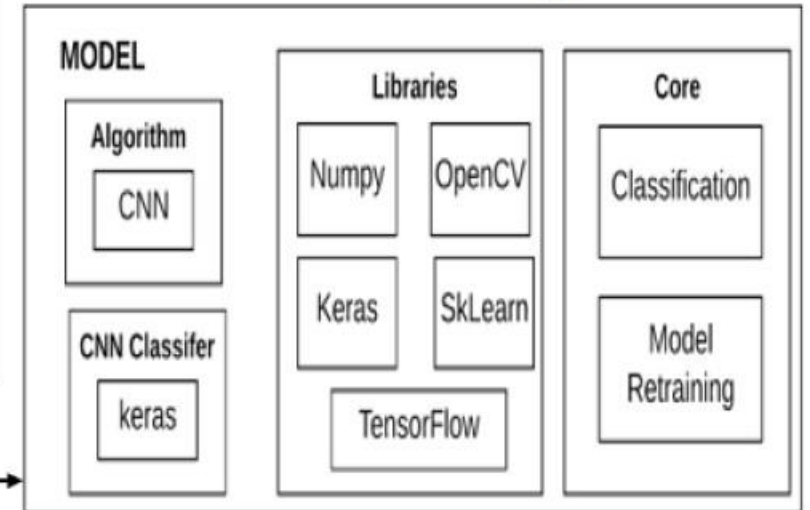 MODEL
Algorithm
CNN
CNN Classifer
keras
Libraries
Numpy
OpenCV
Keras
SkLearn
TensorFlow
Core
Classification
Model
Retraining